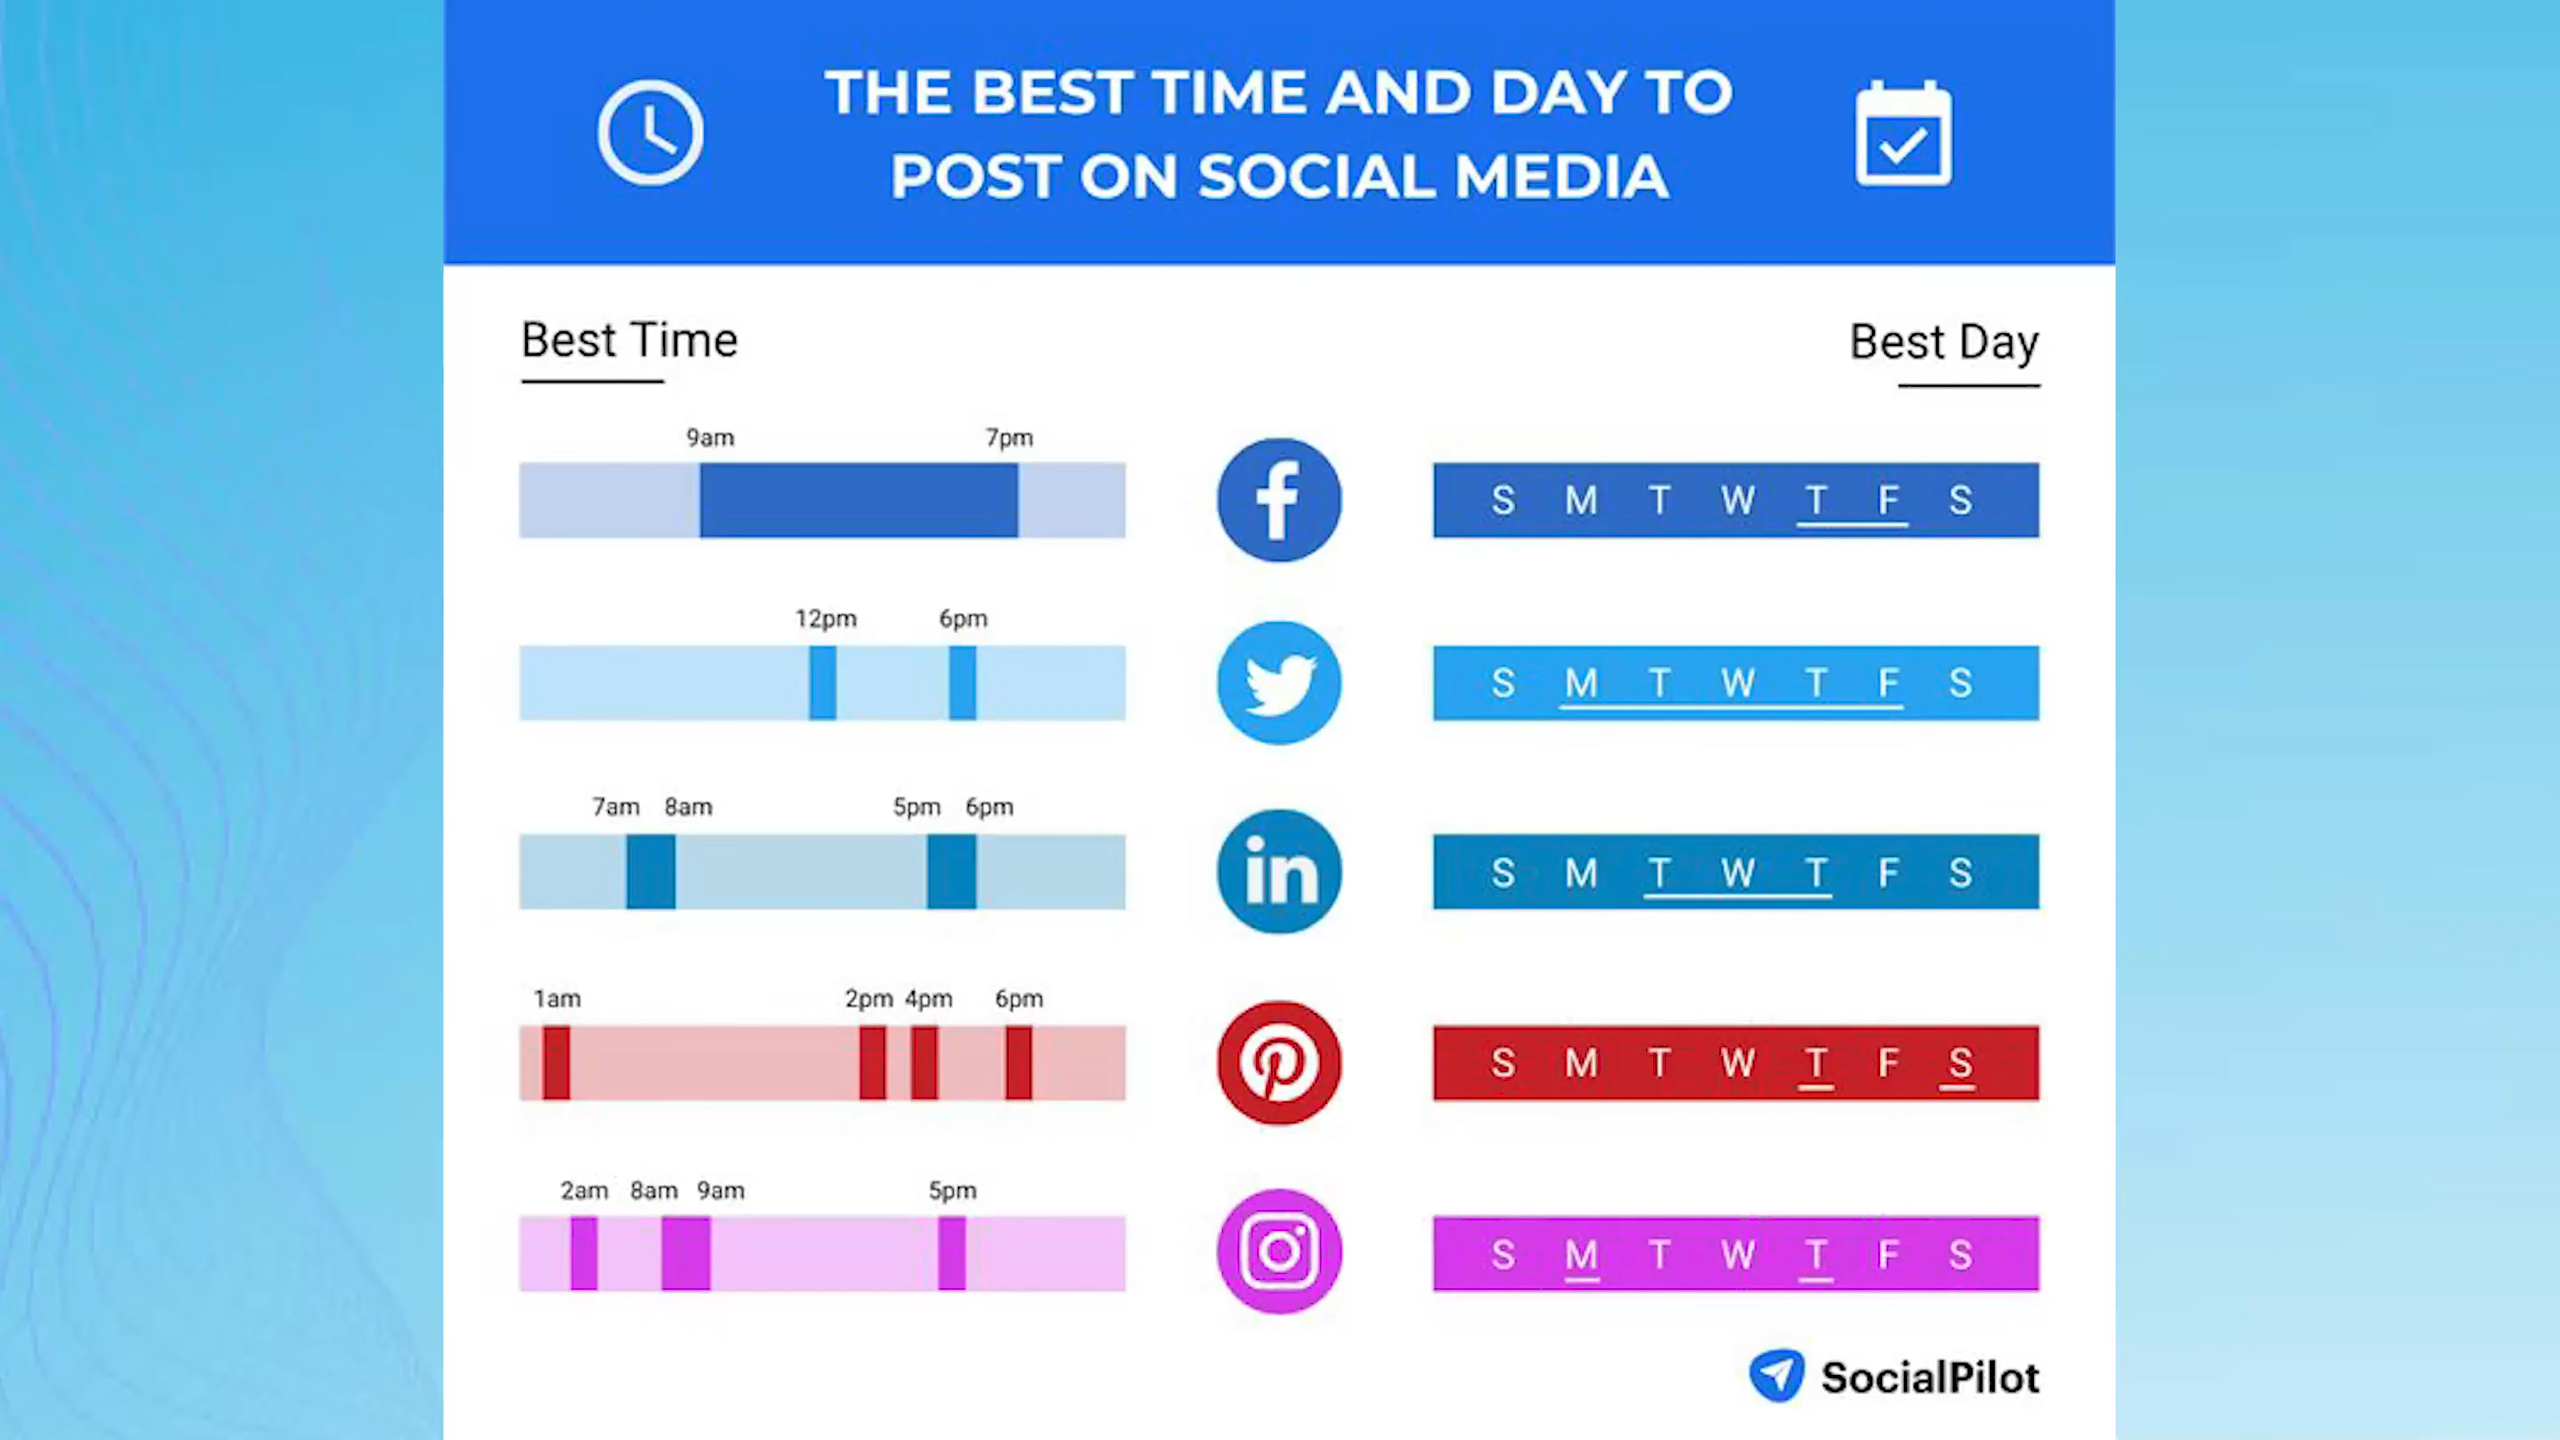 THE BEST TIME AND DAY TO
POST ON SOCIAL MEDIA
Best Time
Best Day
9am 7pm
S M T W T F S
12pm 6pm
S M T W T F S
7am 8am 5pm 6pm
in
S M T W T F S
1am 2pm 4pm 6pm
S M T W T F S
2am 8am 9am 5pm
S M T W T F S
SocialPilot